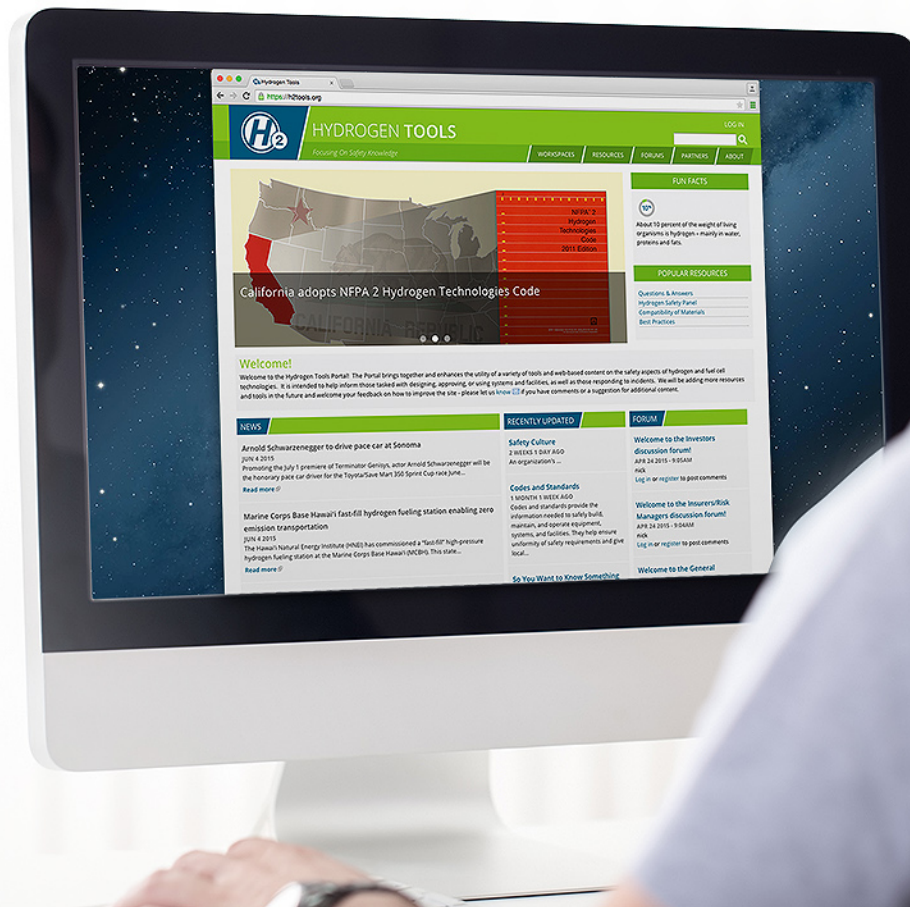 Hydrogen Tools
https://h2tools.org
H2
HYDROGEN TOOLS
Focusing On Safety Knowledge
LOG IN
WORKSPACES
RESOURCES
FORUMS
PARTNERS
ABOUT
NFPA 2
Hydrogen
Technologies
Code
2011 Edition
California adopts NFPA 2 Hydrogen Technologies Code
CALIFORNIA REPUBLIC
FUN FACTS
10%
About 10 percent of the weight of living
organisms is hydrogen – mainly in water,
proteins and fats.
POPULAR RESOURCES
Questions & Answers
Hydrogen Safety Panel
Compatibility of Materials
Best Practices
Welcome!
Welcome to the Hydrogen Tools Portal! The Portal brings together and enhances the utility of a variety of tools and web-based content on the safety aspects of hydrogen and fuel cell
technologies. It is intended to help inform those tasked with designing, approving, or using systems and facilities, as well as those responding to incidents. We will be adding more resources
and tools in the future and welcome your feedback on how to improve the site - please let us know if you have comments or a suggestion for additional content.
NEWS
Arnold Schwarzenegger to drive pace car at Sonoma
JUN 4 2015
Promoting the July 1 premiere of Terminator Genisys, actor Arnold Schwarzenegger will be
the honorary pace car driver for the Toyota/Save Mart 350 Sprint Cup race June...
Read more
Marine Corps Base Hawai'i fast-fill hydrogen fueling station enabling zero
emission transportation
JUN 4 2015
The Hawai'i Natural Energy Institute (HNEI) has commissioned a "fast-fill" high-pressure
hydrogen fueling station at the Marine Corps Base Hawai'i (MCBH). This state...
Read more
RECENTLY UPDATED
Safety Culture
2 WEEKS 1 DAY AGO
An organization's ...
Codes and Standards
1 MONTH 1 WEEK AGO
Codes and standards provide the
information needed to safely build,
maintain, and operate equipment,
systems, and facilities. They help ensure
uniformity of safety requirements and give
local...
So You Want to Know Something
FORUM
Welcome to the Investors
discussion forum!
APR 24 2015 - 9:05AM
nick
Log in or register to post comments
Welcome to the Insurers/Risk
Managers discussion forum!
APR 24 2015 - 9:04AM
nick
Log in or register to post comments
Welcome to the General